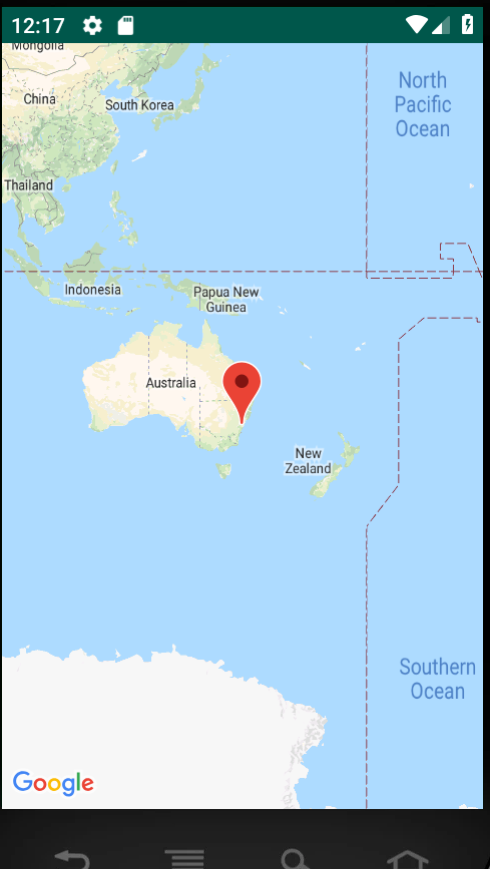 12:17
Mongolia
North
Pacific
Ocean
China
South Korea
Thailand
Indonesia
Papua New
Guinea
Australia
New
Zealand
Southern
Ocean
Google